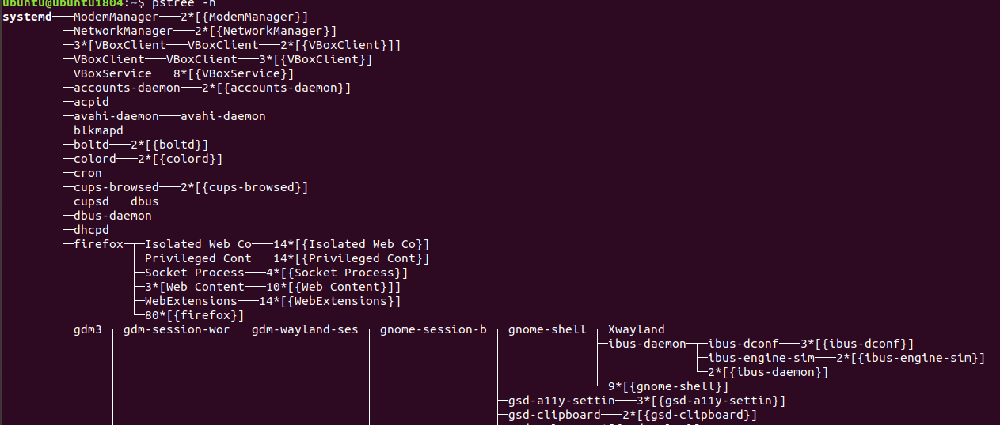 ubuntu@ubuntu1804:~$ pstree -h
systemd─┬─ModemManager───2*[{ModemManager}]
        ├─NetworkManager───2*[{NetworkManager}]
        ├─3*[VBoxClient───VBoxClient───2*[{VBoxClient}]]
        ├─VBoxClient───VBoxClient───3*[{VBoxClient}]
        ├─VBoxService───8*[{VBoxService}]
        ├─accounts-daemon───2*[{accounts-daemon}]
        ├─acpid
        ├─avahi-daemon───avahi-daemon
        ├─blkmapd
        ├─boltd───2*[{boltd}]
        ├─colord───2*[{colord}]
        ├─cron
        ├─cups-browsed───2*[{cups-browsed}]
        ├─cupsd───dbus
        ├─dbus-daemon
        ├─dhcpd
        ├─firefox─┬─Isolated Web Co───14*[{Isolated Web Co}]
        │         ├─Privileged Cont───14*[{Privileged Cont}]
        │         ├─Socket Process───4*[{Socket Process}]
        │         ├─3*[Web Content───10*[{Web Content}]]
        │         ├─WebExtensions───14*[{WebExtensions}]
        │         └─80*[{firefox}]
        ├─gdm3─┬─gdm-session-wor─┬─gdm-wayland-ses─┬─gnome-session-b─┬─gnome-shell─┬─Xwayland
        │      │                 │                 │                 │             ├─ibus-daemon─┬─ibus-dconf───3*[{ibus-dconf}]
        │      │                 │                 │                 │             │             ├─ibus-engine-sim───2*[{ibus-engine-sim}]
        │      │                 │                 │                 │             │             └─2*[{ibus-daemon}]
        │      │                 │                 │                 │             └─9*[{gnome-shell}]
        │      │                 │                 │                 ├─gsd-a11y-settin───3*[{gsd-a11y-settin}]
        │      │                 │                 │                 ├─gsd-clipboard───2*[{gsd-clipboard}]